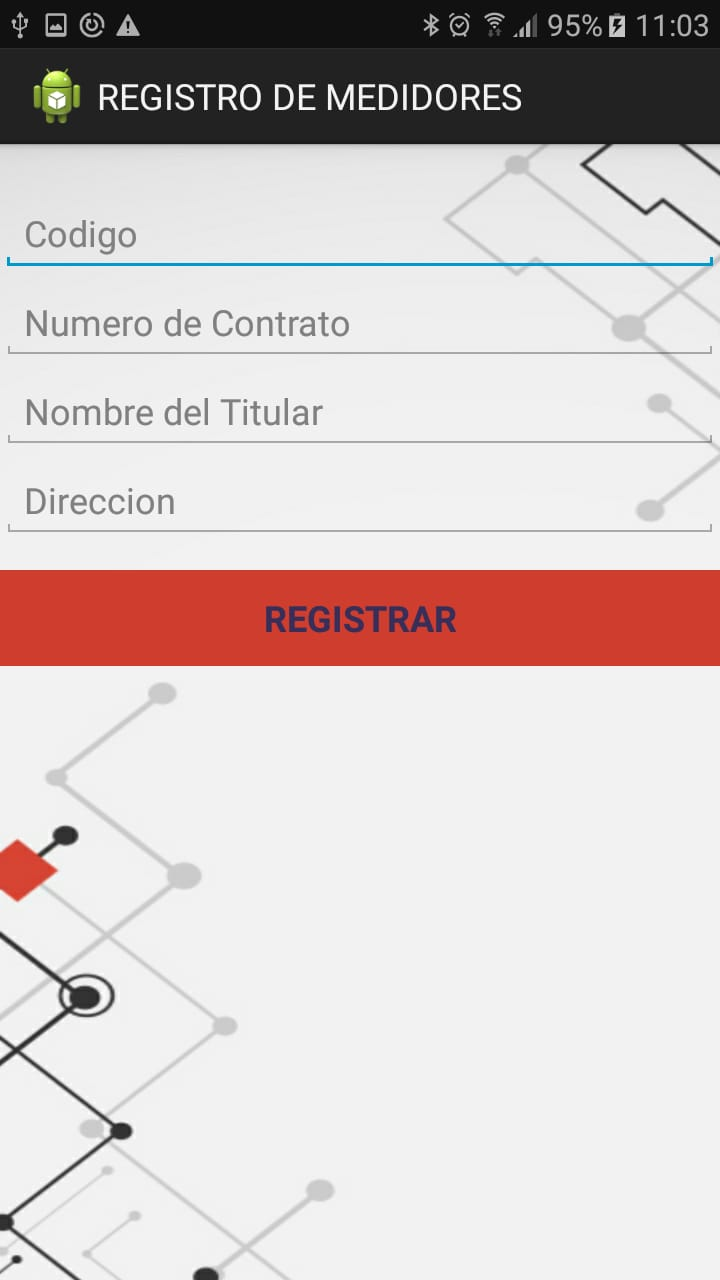 95% 11:03
REGISTRO DE MEDIDORES
Codigo
Numero de Contrato
Nombre del Titular
Direccion
REGISTRAR